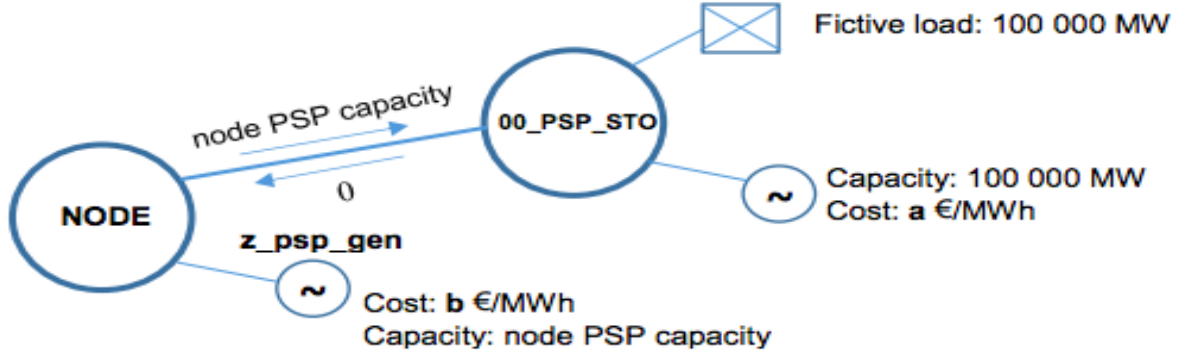 Fictive load: 100 000 MW
node PSP capacity
00_PSP_STO
0
~
Capacity: 100 000 MW
Cost: a €/MWh
NODE
z_psp_gen
~
Cost: b €/MWh
Capacity: node PSP capacity